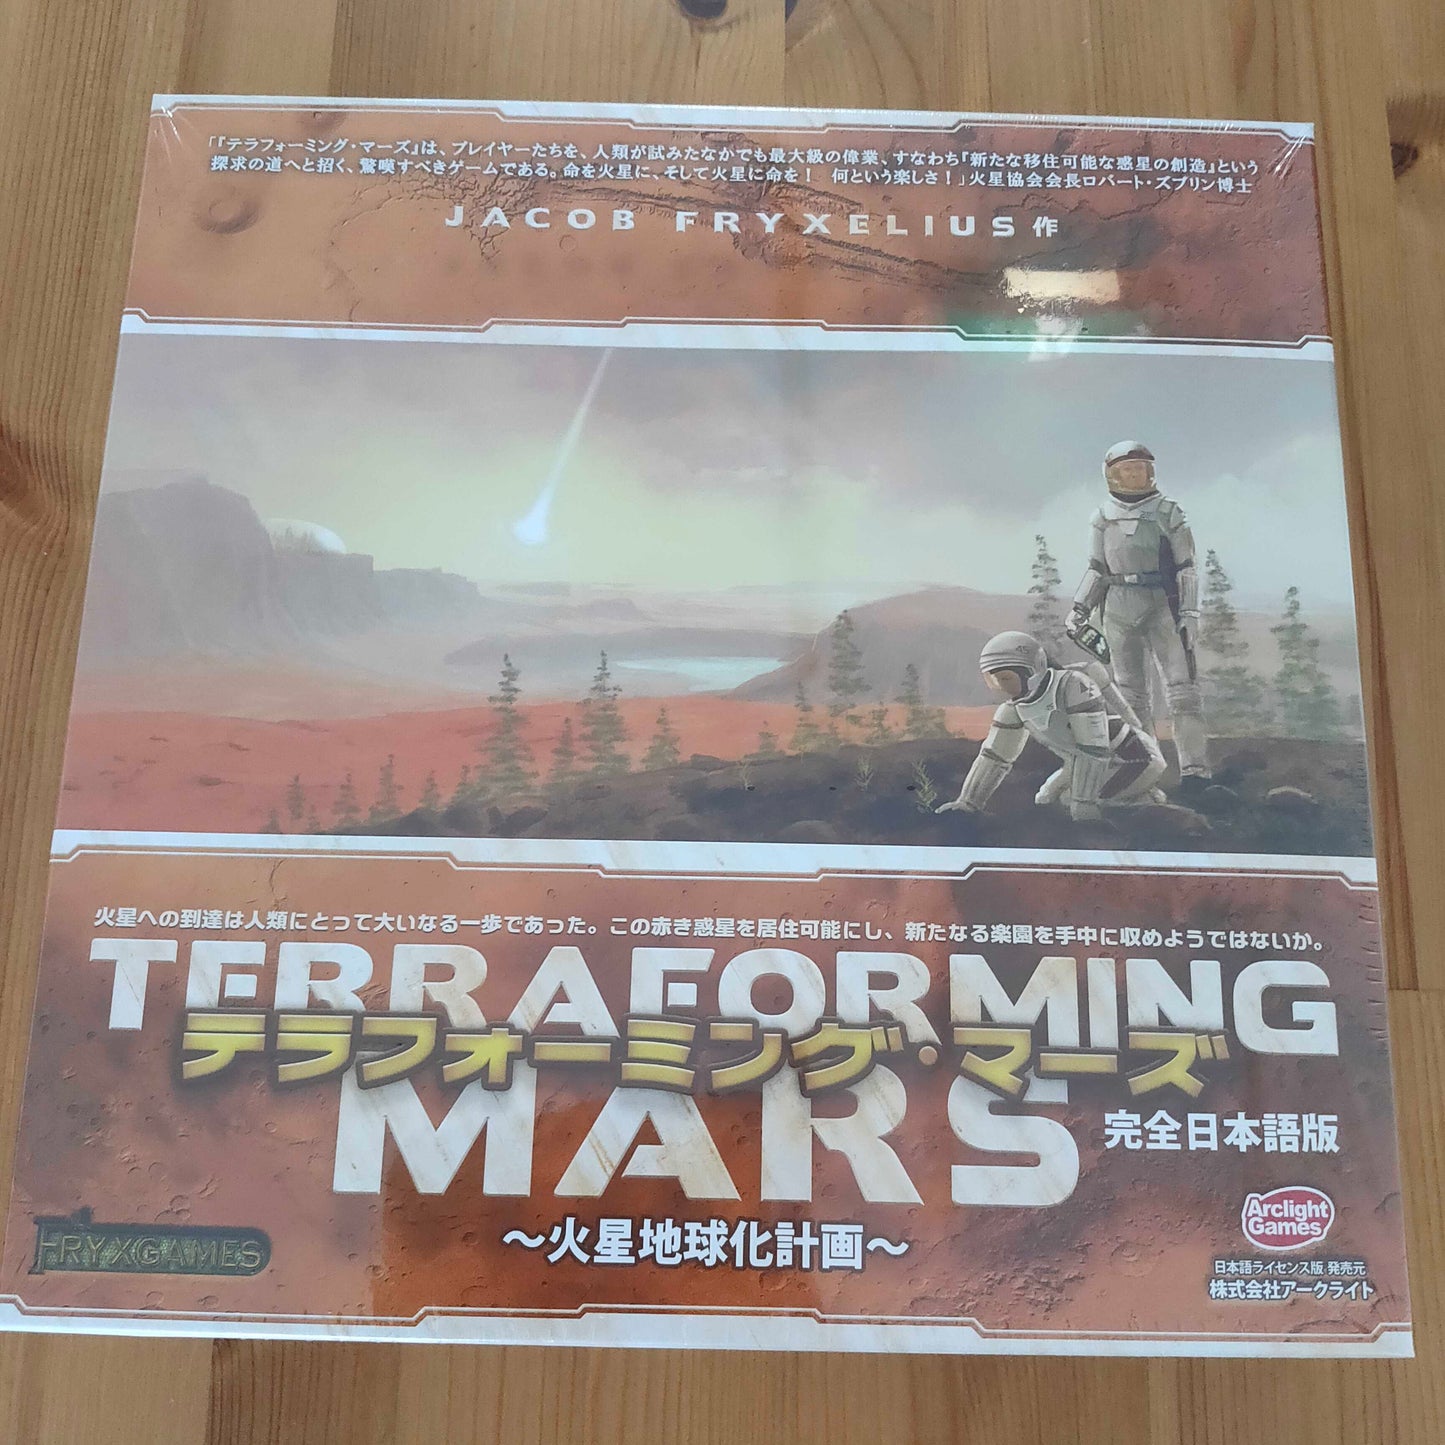 「『テラフォーミング・マーズ』は、プレイヤーたちを、人類が試みたなかでも最大級の偉業、すなわち『新たな移住可能な惑星の創造』という
探求の道へと招く、驚嘆すべきゲームである。命を火星に、そして火星に命を！ 何という楽しさ！」火星協会会長ロバート・ズブリン博士
JACOB FRYXELIUS 作
火星への到達は人類にとって大いなる一歩であった。この赤き惑星を居住可能にし、新たなる楽園を手中に収めようではないか。
TERRAFORMING
テラフォーミング・マーズ
MARS
完全日本語版
～火星地球化計画～
FRYXGAMES
Arclight
Games
日本語ライセンス版 発売元
株式会社アークライト